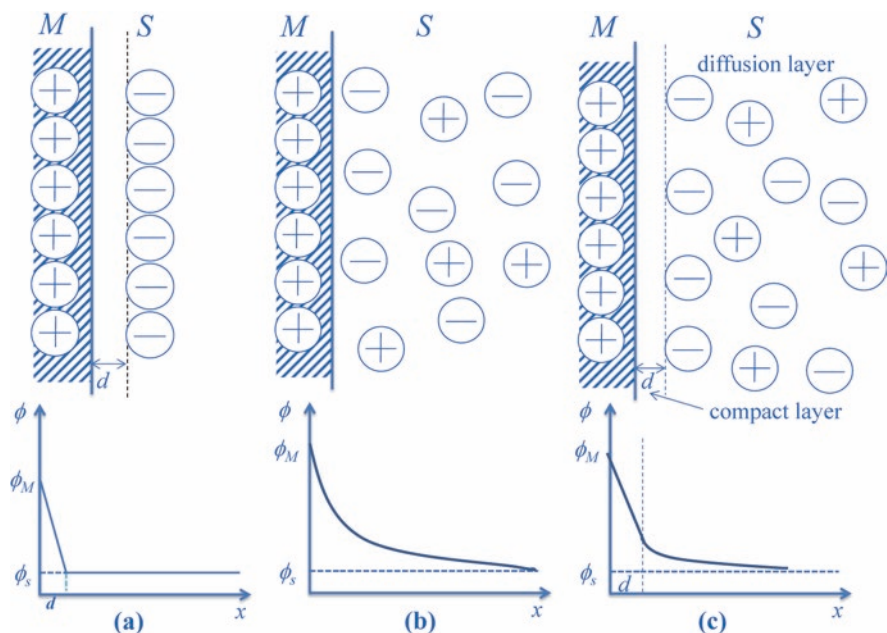 M S
d
ϕ
ϕM
ϕs
d
x
(a)
M S
ϕ
ϕM
ϕs
x
(b)
M S
diffusion layer
d
compact layer
ϕ
ϕM
ϕs
d
x
(c)